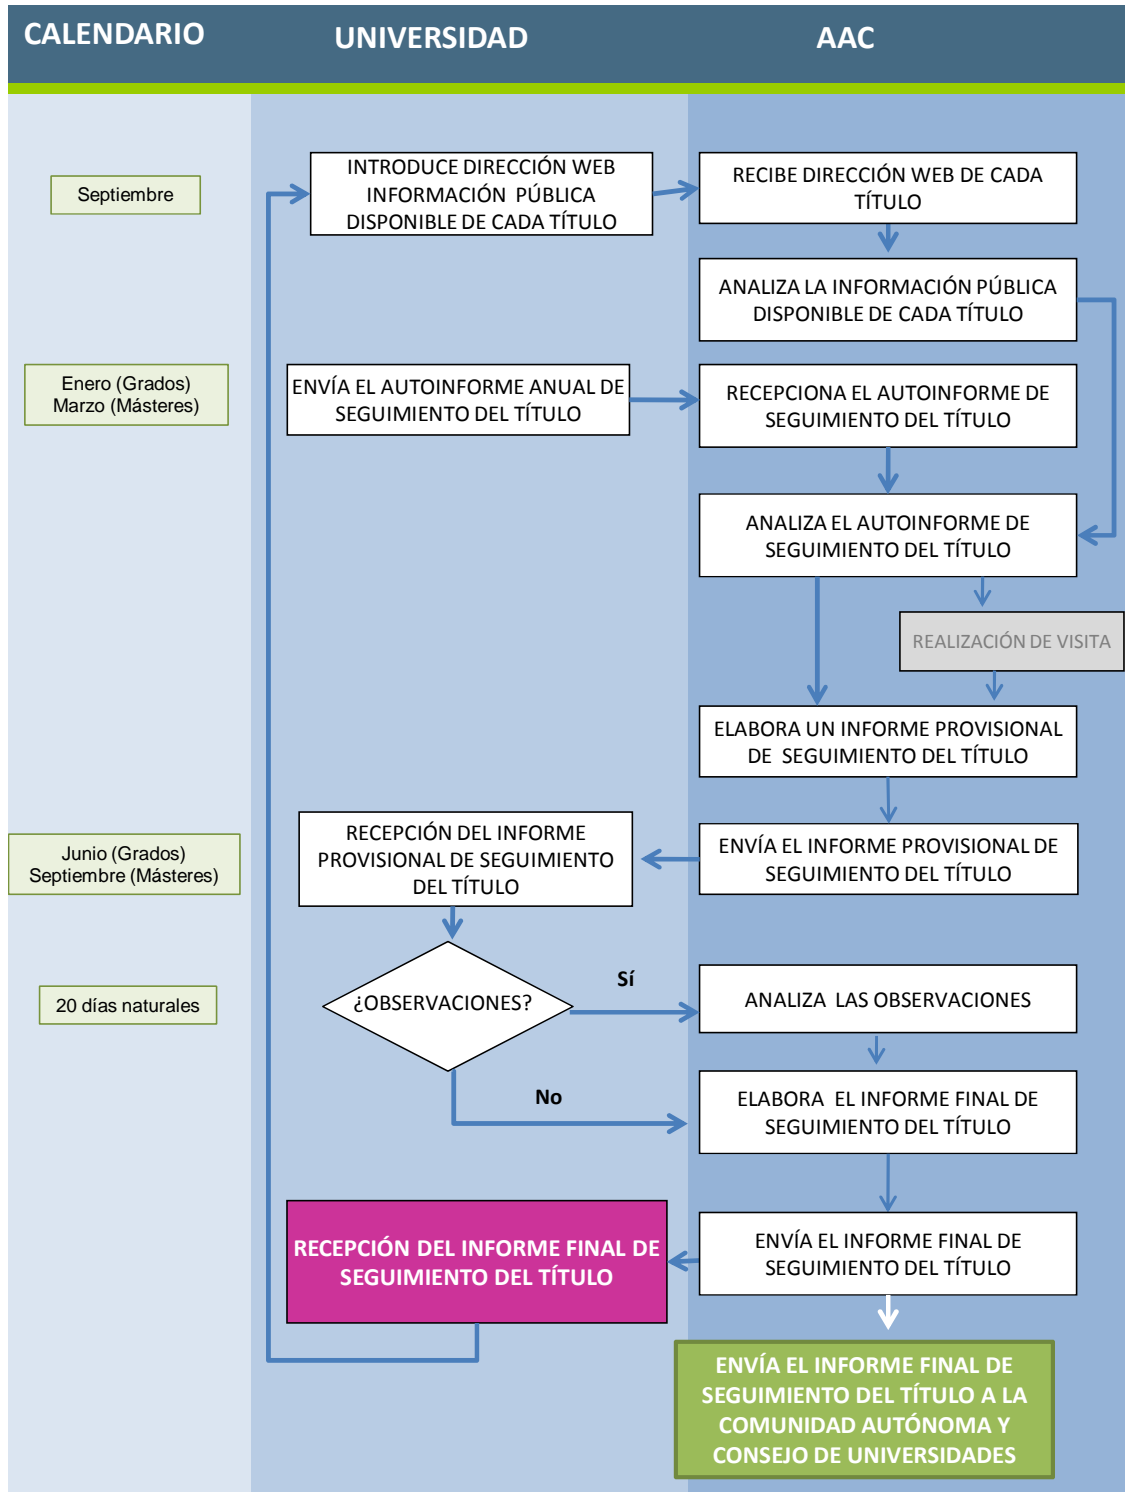 CALENDARIO
UNIVERSIDAD
AAC
Septiembre
INTRODUCE DIRECCIÓN WEB
INFORMACIÓN PÚBLICA
DISPONIBLE DE CADA TÍTULO
RECIBE DIRECCIÓN WEB DE CADA
TÍTULO
ANALIZA LA INFORMACIÓN PÚBLICA
DISPONIBLE DE CADA TÍTULO
Enero (Grados)
Marzo (Másteres)
ENVÍA EL AUTOINFORME ANUAL DE
SEGUIMIENTO DEL TÍTULO
RECEPCIONA EL AUTOINFORME DE
SEGUIMIENTO DEL TÍTULO
ANALIZA EL AUTOINFORME DE
SEGUIMIENTO DEL TÍTULO
REALIZACIÓN DE VISITA
ELABORA UN INFORME PROVISIONAL
DE SEGUIMIENTO DEL TÍTULO
Junio (Grados)
Septiembre (Másteres)
RECEPCIÓN DEL INFORME
PROVISIONAL DE SEGUIMIENTO
DEL TÍTULO
ENVÍA EL INFORME PROVISIONAL DE
SEGUIMIENTO DEL TÍTULO
20 días naturales
¿OBSERVACIONES?
Sí
ANALIZA LAS OBSERVACIONES
No
ELABORA EL INFORME FINAL DE
SEGUIMIENTO DEL TÍTULO
RECEPCIÓN DEL INFORME FINAL DE
SEGUIMIENTO DEL TÍTULO
ENVÍA EL INFORME FINAL DE
SEGUIMIENTO DEL TÍTULO
ENVÍA EL INFORME FINAL DE
SEGUIMIENTO DEL TÍTULO A LA
COMUNIDAD AUTÓNOMA Y
CONSEJO DE UNIVERSIDADES